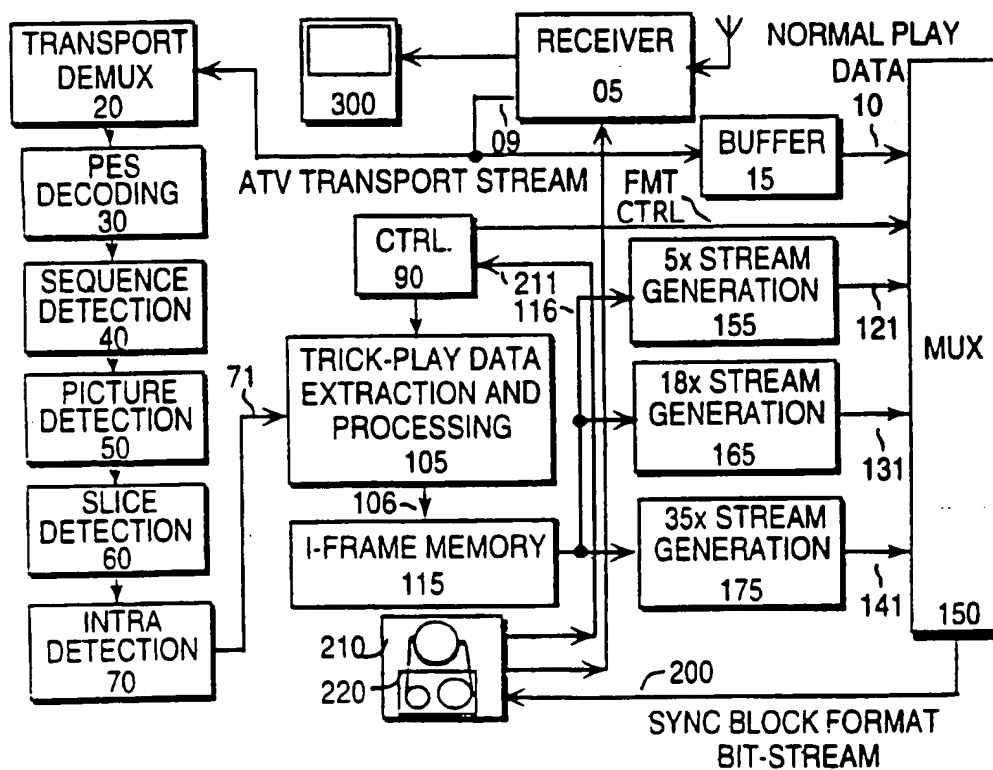 TRANSPORT
DEMUX
20
PES
DECODING
30
SEQUENCE
DETECTION
40
PICTURE
DETECTION
50
SLICE
DETECTION
60
INTRA
DETECTION
70
71
300
RECEIVER
05
09
ATV TRANSPORT STREAM
BUFFER
15
NORMAL PLAY
DATA
10
FMT
CTRL
CTRL.
90
211
116
TRICK-PLAY DATA
EXTRACTION AND
PROCESSING
105
106
I-FRAME MEMORY
115
5x STREAM
GENERATION
155
121
18x STREAM
GENERATION
165
131
35x STREAM
GENERATION
175
141
MUX
150
210
220
200
SYNC BLOCK FORMAT
BIT-STREAM